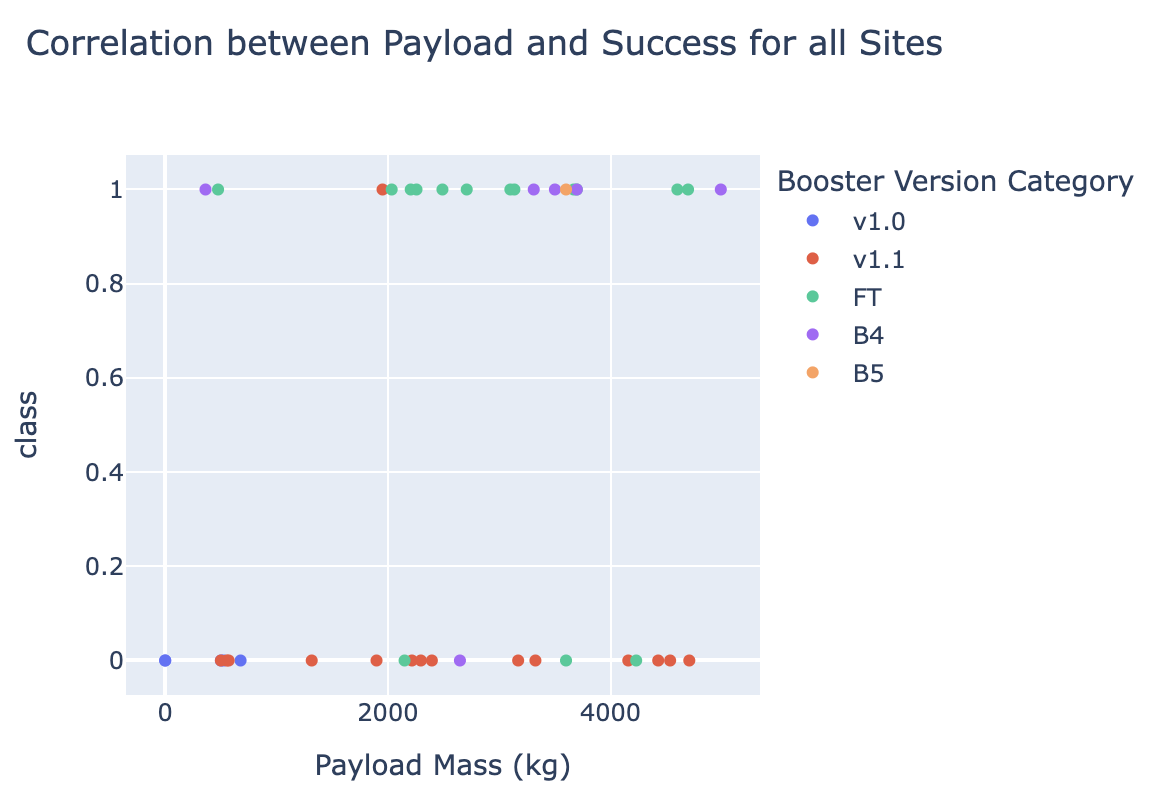 Correlation between Payload and Success for all Sites
1
0.8
0.6
0.4
0.2
0
class
0 2000 4000
Payload Mass (kg)
Booster Version Category
v1.0
v1.1
FT
B4
B5